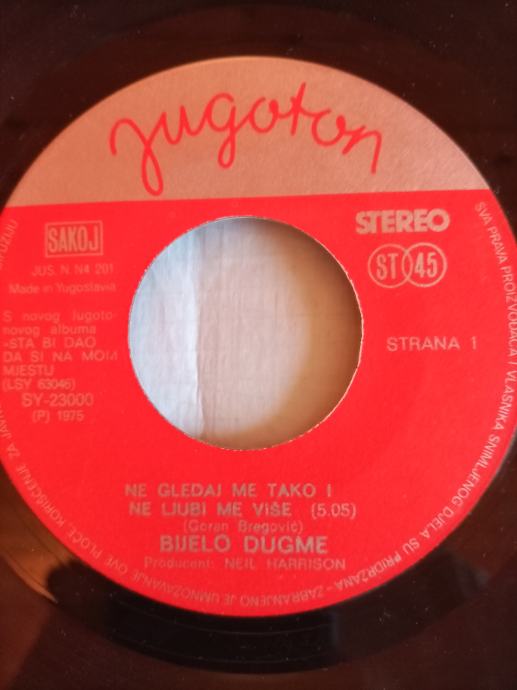 Jugoton
SAKOJ
JUS. N. N4 201
Made in Yugoslavia
STEREO
ST 45
STRANA 1
S novog Jugoto-
novog albuma
-ŠTA BI DAO
DA SI NA MOM
MJESTU
(LSY 63046)
SY-23000
(P) 1975
NE GLEDAJ ME TAKO I
NE LJUBI ME VIŠE (5.05)
(Goran Bregović)
BIJELO DUGME
Producent: NEIL HARRISON
SVA PRAVA PROIZVOĐAČA I VLASNIKA SNIMLJENOG DJELA SU PRIDRŽANA - ZABRANJENO JE UMNOŽAVANJE OVE PLOČE, KORIŠĆENJE ZA